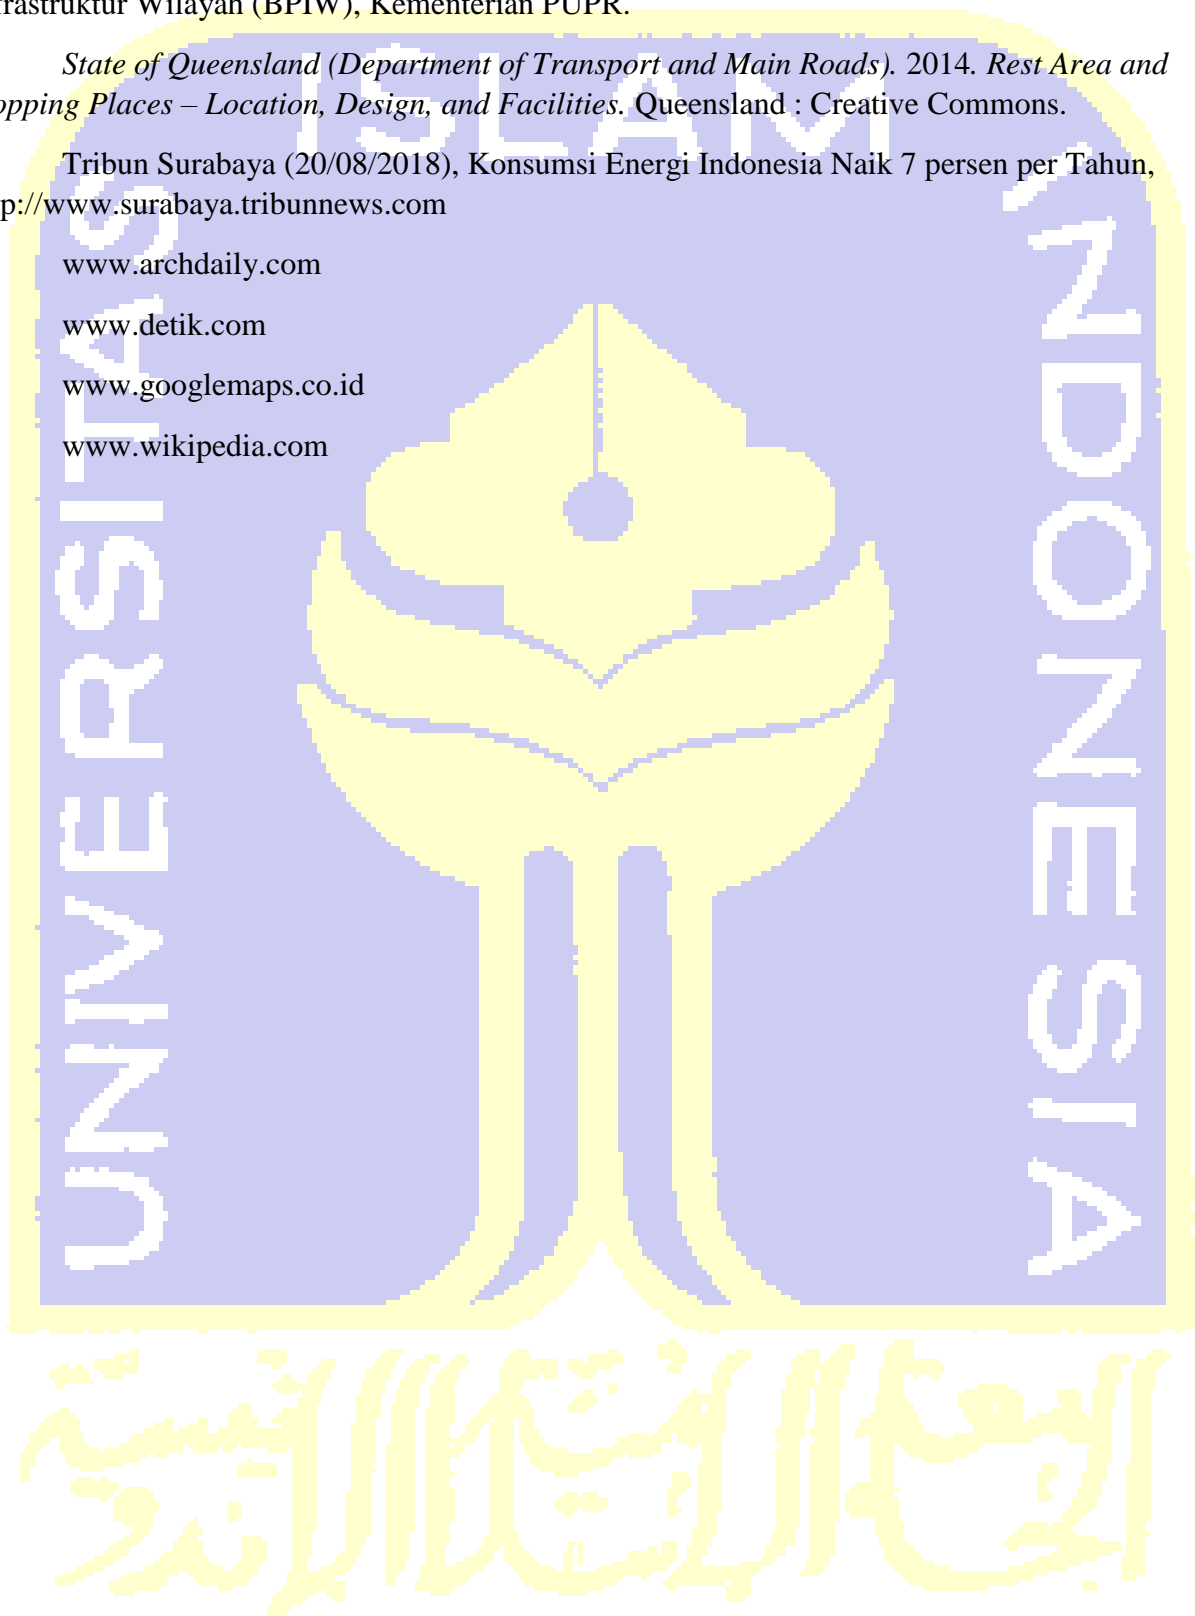 frastruktur Wilayah (BPIW), Kementerian PUPR.
State of Queensland (Department of Transport and Main Roads). 2014. Rest Area and
opping Places – Location, Design, and Facilities. Queensland : Creative Commons.
Tribun Surabaya (20/08/2018), Konsumsi Energi Indonesia Naik 7 persen per Tahun,
p://www.surabaya.tribunnews.com
www.archdaily.com
www.detik.com
www.googlemaps.co.id
www.wikipedia.com
UNIVERSITAS
ISLAM
INDONESIA